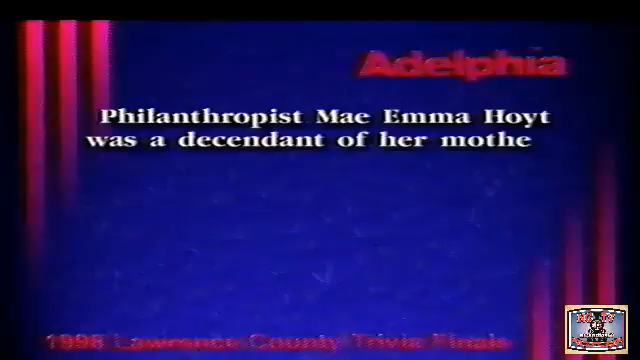 Adelphia
Philanthropist Mae Emma Hoyt
was a decendant of her mothe
1998 Lawrence County Trivia Finals